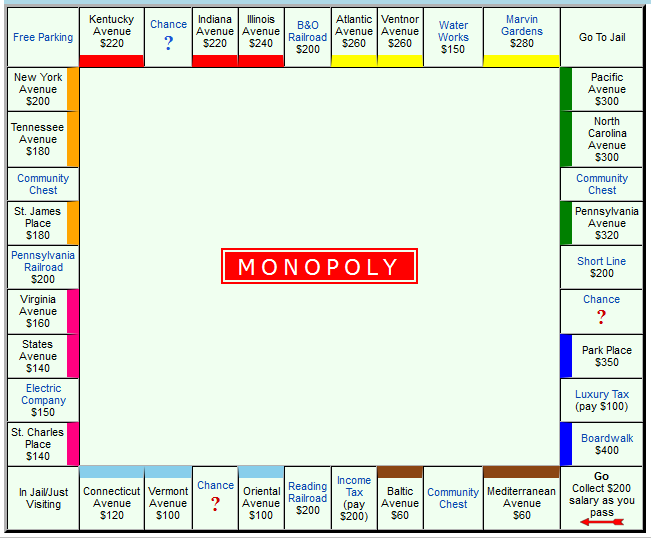 Free Parking
Kentucky
Avenue
$220
Chance
?
Indiana
Avenue
$220
Illinois
Avenue
$240
B&O
Railroad
$200
Atlantic
Avenue
$260
Ventnor
Avenue
$260
Water
Works
$150
Marvin
Gardens
$280
Go To Jail
New York
Avenue
$200
Pacific
Avenue
$300
Tennessee
Avenue
$180
North
Carolina
Avenue
$300
Community
Chest
Community
Chest
St. James
Place
$180
Pennsylvania
Avenue
$320
Pennsylvania
Railroad
$200
MONOPOLY
Short Line
$200
Virginia
Avenue
$160
Chance
?
States
Avenue
$140
Park Place
$350
Electric
Company
$150
Luxury Tax
(pay $100)
St. Charles
Place
$140
Boardwalk
$400
In Jail/Just
Visiting
Connecticut
Avenue
$120
Vermont
Avenue
$100
Chance
?
Oriental
Avenue
$100
Reading
Railroad
$200
Income
Tax
(pay
$200)
Baltic
Avenue
$60
Community
Chest
Mediterranean
Avenue
$60
Go
Collect $200
salary as you
pass